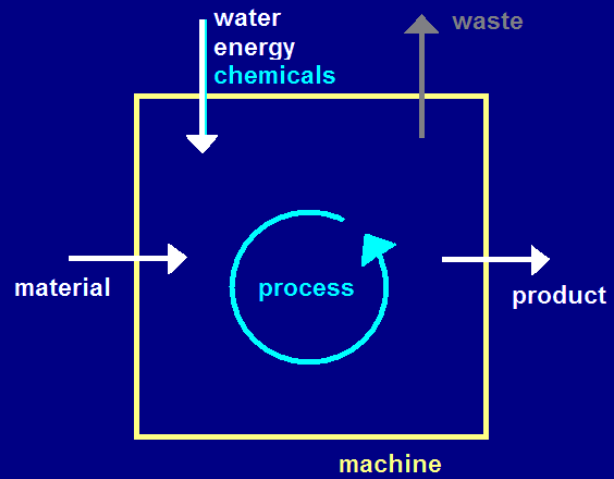 water
energy
chemicals
waste
material
process
product
machine